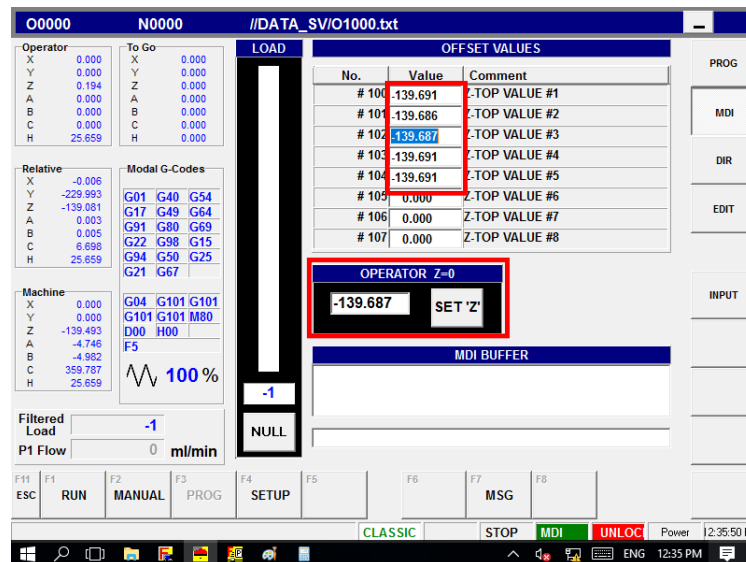 O0000 N0000 //DATA_SV/O1000.txt
Operator
X 0.000
Y 0.000
Z 0.194
A 0.000
B 0.000
C 0.000
H 25.659
To Go
X 0.000
Y 0.000
Z 0.000
A 0.000
B 0.000
C 0.000
H 0.000
Relative
X -0.006
Y -229.993
Z -139.081
A 0.003
B 0.005
C 6.698
H 25.659
Modal G-Codes
G01 G40 G54
G17 G49 G64
G91 G80 G69
G22 G98 G15
G94 G50 G25
G21 G67
Machine
X 0.000
Y 0.000
Z -139.493
A -4.746
B -4.982
C 359.787
H 25.659
G04 G101 G101
G101 G101 M80
D00 H00
F5
100 %
Filtered Load -1
P1 Flow 0 ml/min
LOAD
-1
NULL
OFFSET VALUES
No. Value Comment
# 100 -139.691 Z-TOP VALUE #1
# 101 -139.686 Z-TOP VALUE #2
# 102 -139.687 Z-TOP VALUE #3
# 103 -139.691 Z-TOP VALUE #4
# 104 -139.691 Z-TOP VALUE #5
# 105 0.000 Z-TOP VALUE #6
# 106 0.000 Z-TOP VALUE #7
# 107 0.000 Z-TOP VALUE #8
OPERATOR Z=0
-139.687 SET 'Z'
MDI BUFFER
PROG
MDI
DIR
EDIT
INPUT
F11 F1 F2 F3 F4 F5 F6 F7 F8
ESC RUN MANUAL PROG SETUP MSG
CLASSIC STOP MDI UNLOC Power 12:35:50
ENG 12:35 PM